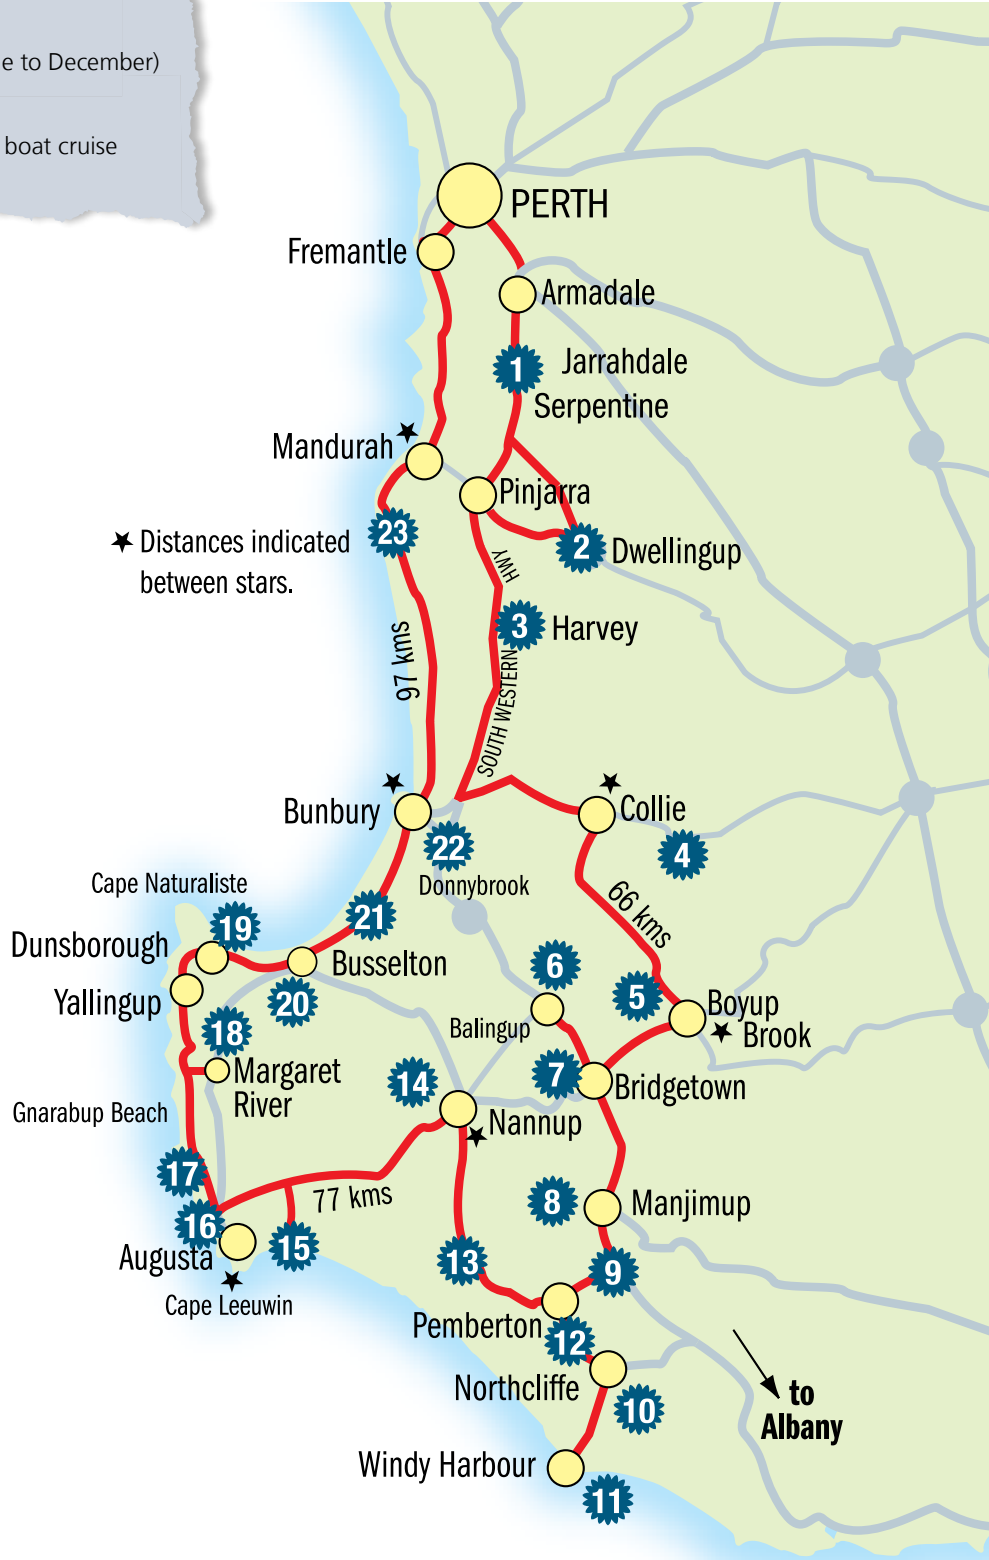 e to December)
boat cruise
PERTH
Fremantle
Armadale
1
Jarrahdale
Serpentine
Mandurah
Pinjarra
23
★ Distances indicated
between stars.
2
Dwellingup
HWY
3
Harvey
97 kms
SOUTH WESTERN
Bunbury
Collie
22
4
Donnybrook
Cape Naturaliste
66 kms
21
19
Dunsborough
Busselton
6
Yallingup
20
5
Boyup
Brook
18
Balingup
Margaret
River
14
7
Bridgetown
Gnarabup Beach
Nannup
17
77 kms
8
Manjimup
16
Augusta
15
13
9
Cape Leeuwin
Pemberton
12
Northcliffe
10
to
Albany
Windy Harbour
11